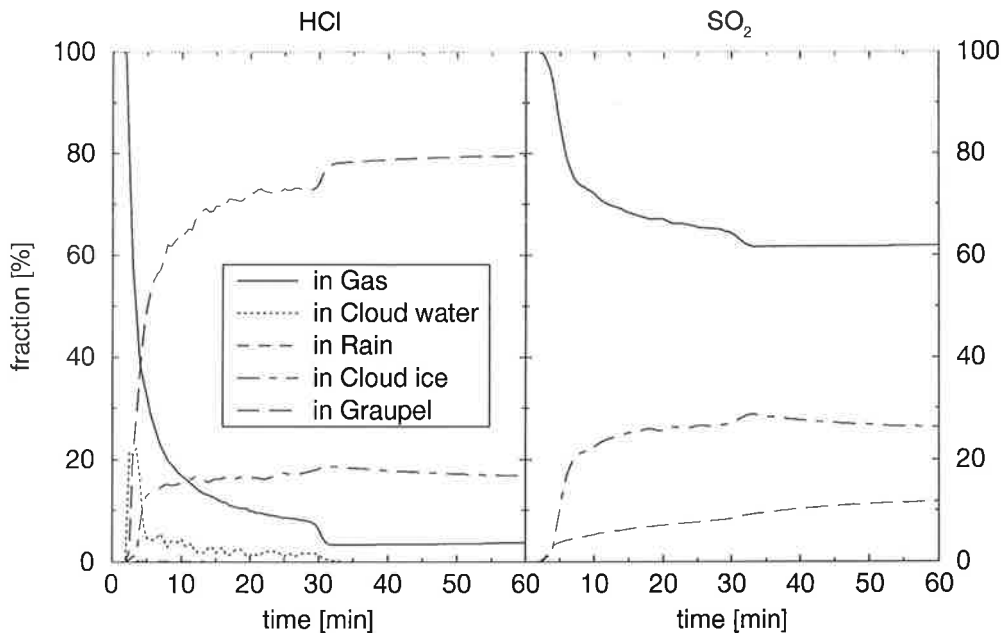 HCl
SO2
100
80
60
40
20
0
fraction [%]
in Gas
in Cloud water
in Rain
in Cloud ice
in Graupel
0 10 20 30 40 50 60
time [min]
100
80
60
40
20
0
10 20 30 40 50 60
time [min]